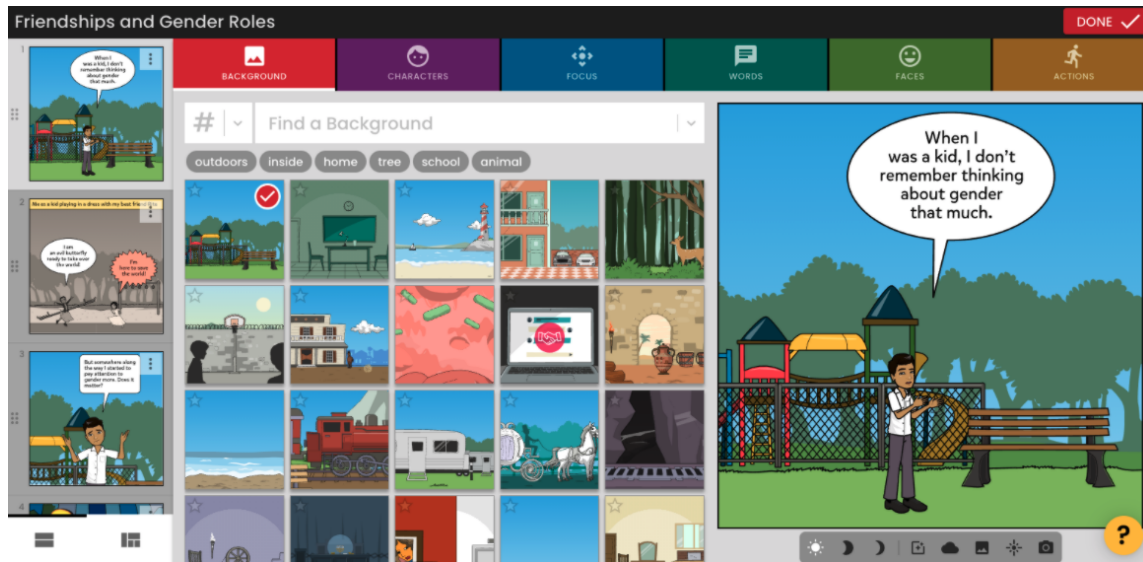 Friendships and Gender Roles
DONE
BACKGROUND
CHARACTERS
FOCUS
WORDS
FACES
ACTIONS
1
When I
was a kid, I don't
remember thinking
about gender
that much.
2
Me as a kid playing in a dress with my best friend
I am
an evil butterfly
ready to take over
the world!
I'm
here to save
the world!
3
But somewhere along
the way I started to
pay attention to
gender more. Does it
matter?
4
#
Find a Background
outdoors
inside
home
tree
school
animal
When I
was a kid, I don't
remember thinking
about gender
that much.
?